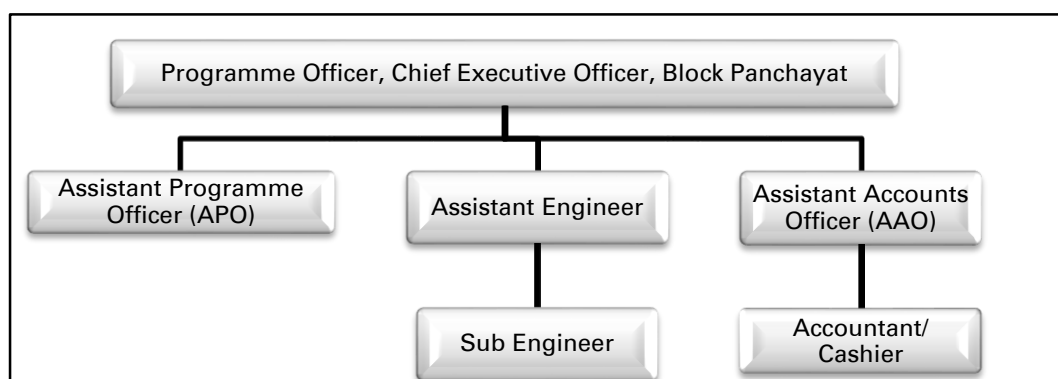 Programme Officer, Chief Executive Officer, Block Panchayat
Assistant Programme
Officer (APO)
Assistant Engineer
Assistant Accounts
Officer (AAO)
Sub Engineer
Accountant/
Cashier